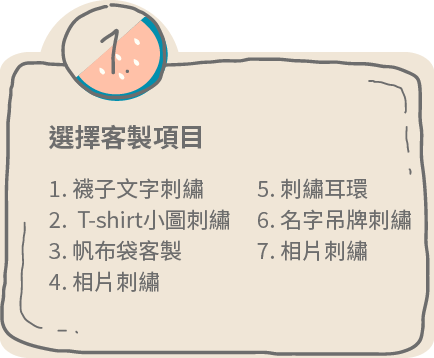 1.
選擇客製項目
1. 襪子文字刺繡
2. T-shirt小圖刺繡
3. 帆布袋客製
4. 相片刺繡
5. 刺繡耳環
6. 名字吊牌刺繡
7. 相片刺繡